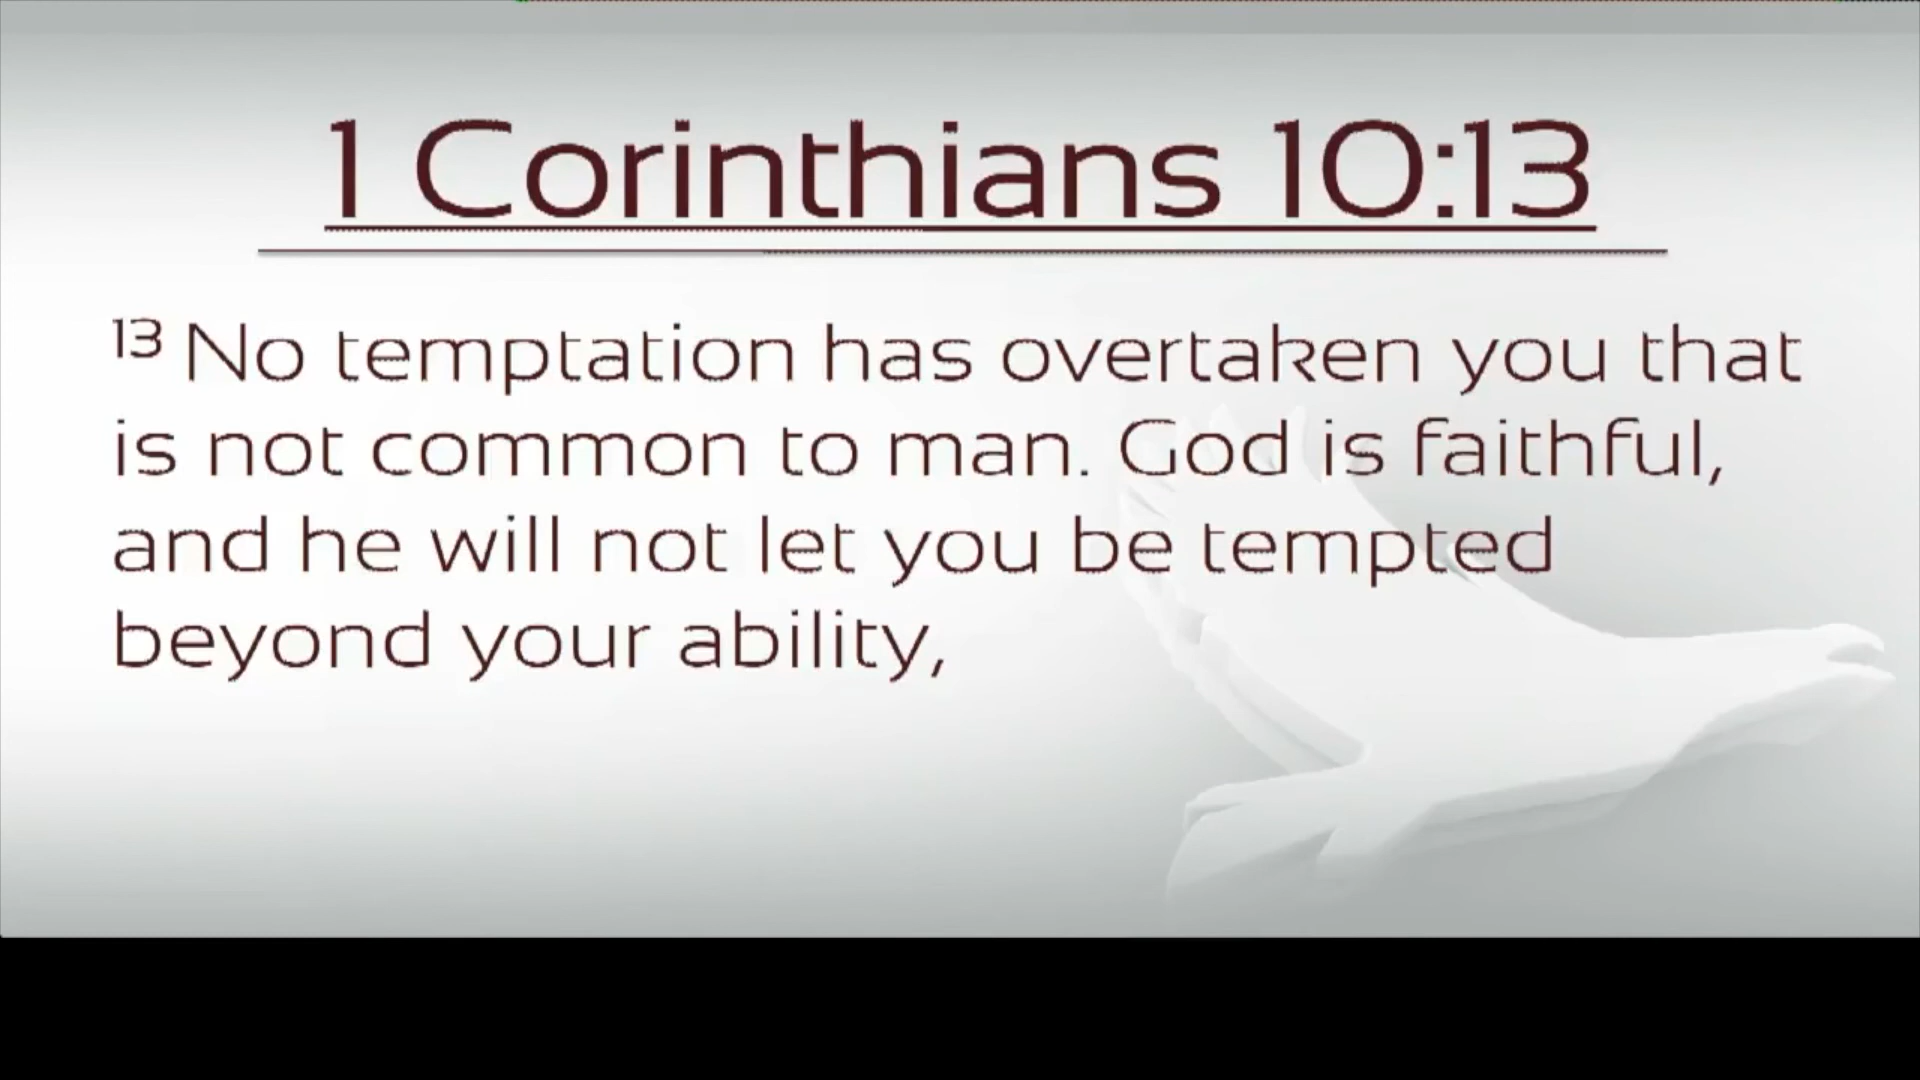 1 Corinthians 10:13
13 No temptation has overtaken you that
is not common to man. God is faithful,
and he will not let you be tempted
beyond your ability,